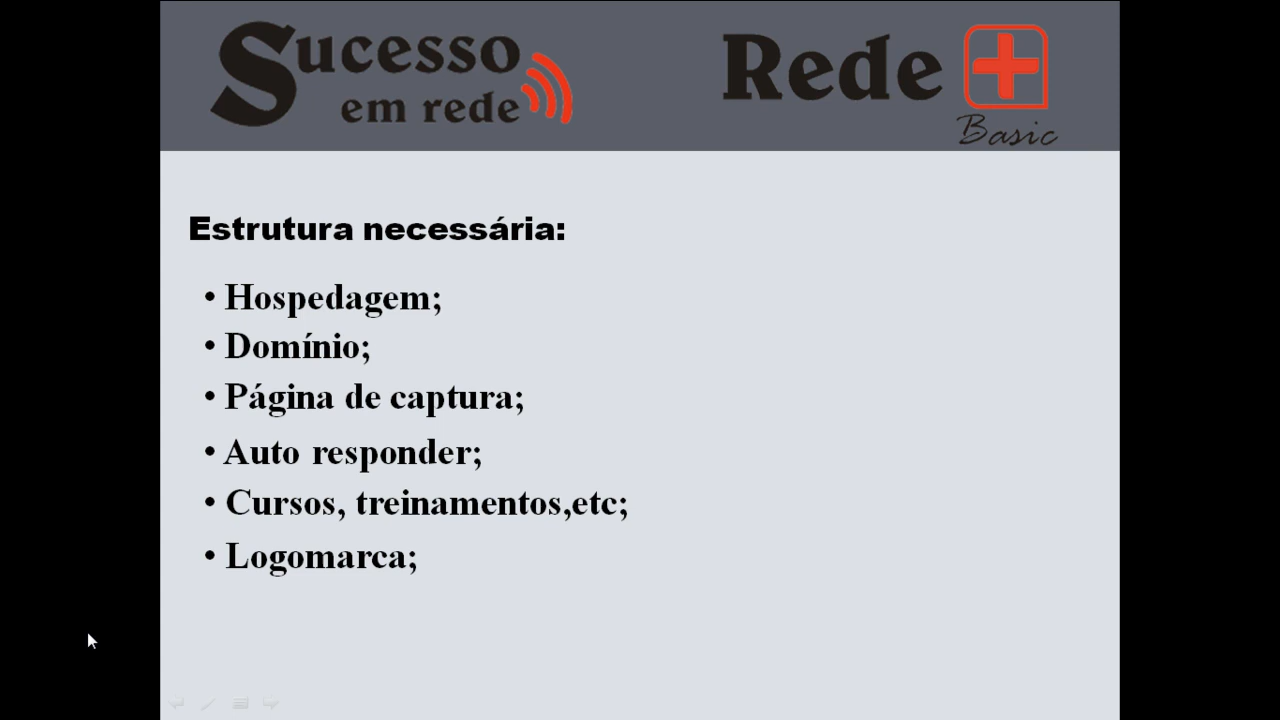 Sucesso
em rede
Rede
Basic
Estrutura necessária:
• Hospedagem;
• Domínio;
• Página de captura;
• Auto responder;
• Cursos, treinamentos,etc;
• Logomarca;